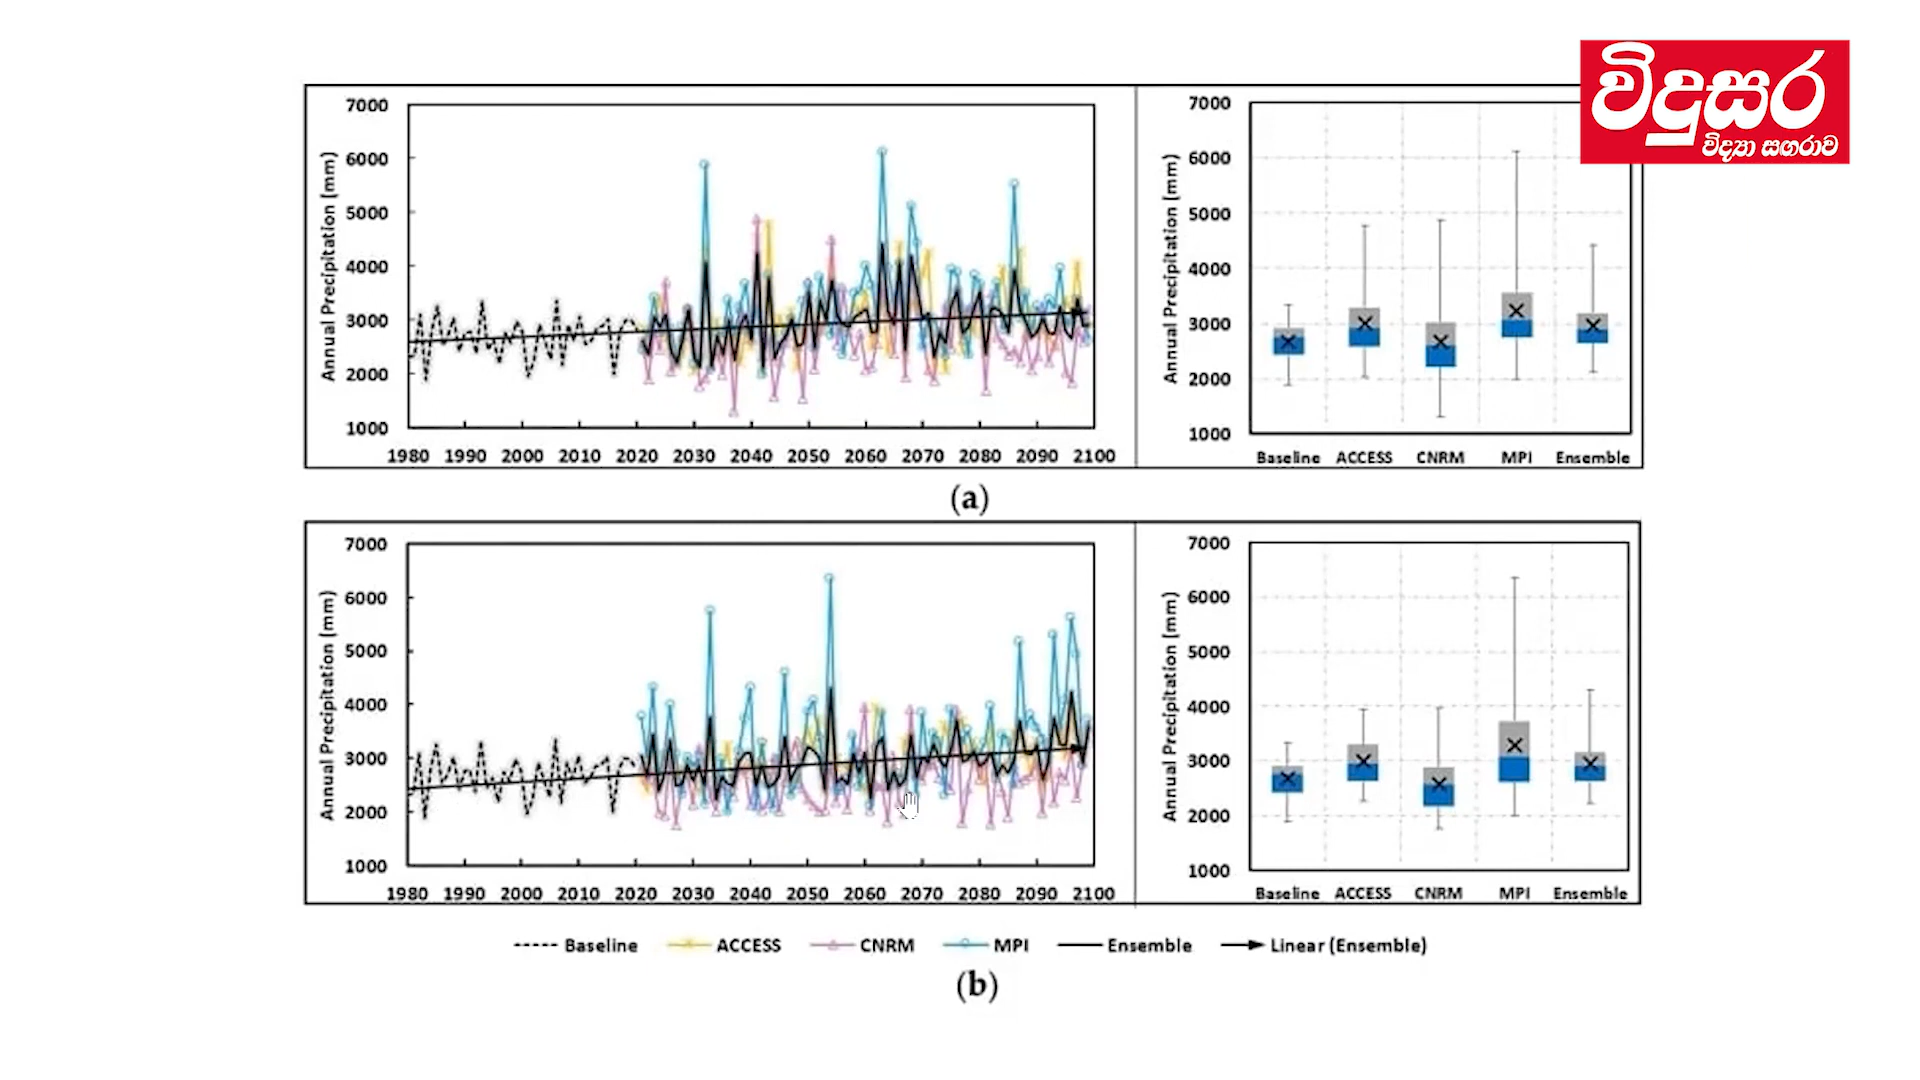 විදුසර
විද්‍යා සඟරාව
7000
6000
5000
4000
3000
2000
1000
Annual Precipitation (mm)
1980 1990 2000 2010 2020 2030 2040 2050 2060 2070 2080 2090 2100
7000
6000
5000
4000
3000
2000
1000
Annual Precipitation (mm)
Baseline ACCESS CNRM MPI Ensemble
(a)
7000
6000
5000
4000
3000
2000
1000
Annual Precipitation (mm)
1980 1990 2000 2010 2020 2030 2040 2050 2060 2070 2080 2090 2100
7000
6000
5000
4000
3000
2000
1000
Annual Precipitation (mm)
Baseline ACCESS CNRM MPI Ensemble
Baseline ACCESS CNRM MPI Ensemble Linear (Ensemble)
(b)